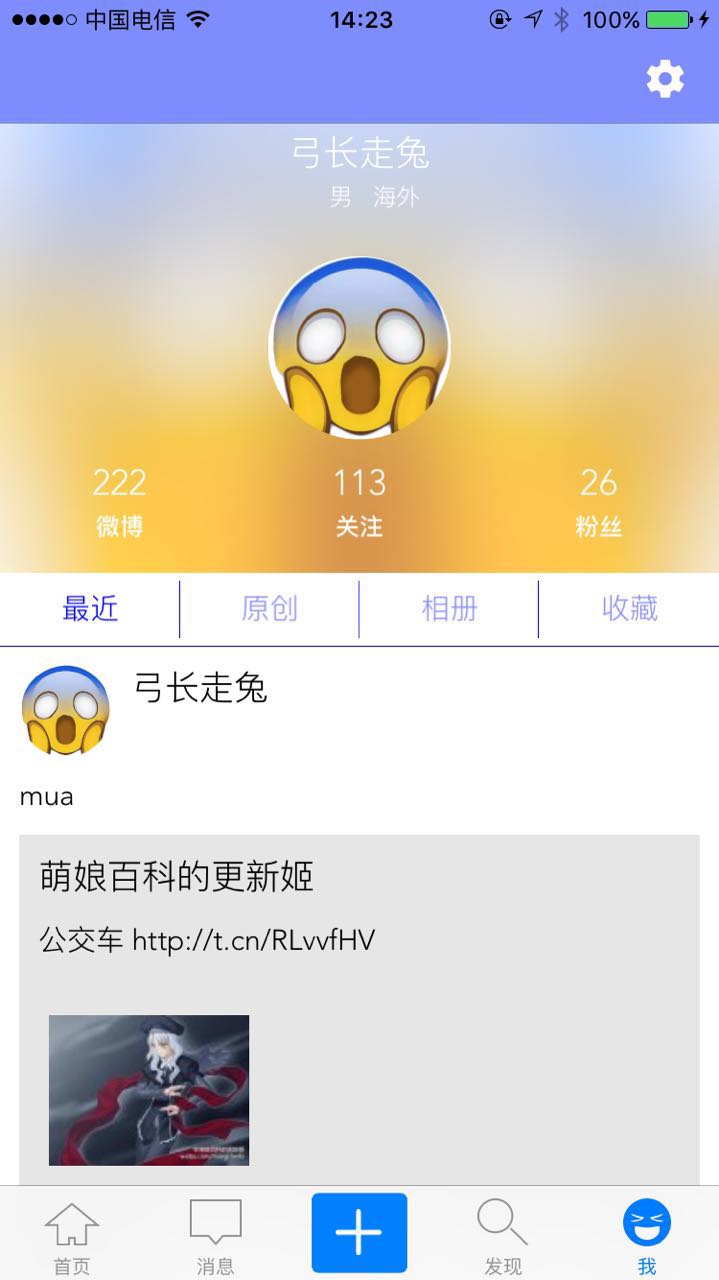 中国电信 14:23 100%
弓长走兔
男 海外
222 113 26
微博 关注 粉丝
最近 原创 相册 收藏
弓长走兔
mua
萌娘百科的更新姬
公交车 http://t.cn/RLvvfHV
首页 消息 发现 我